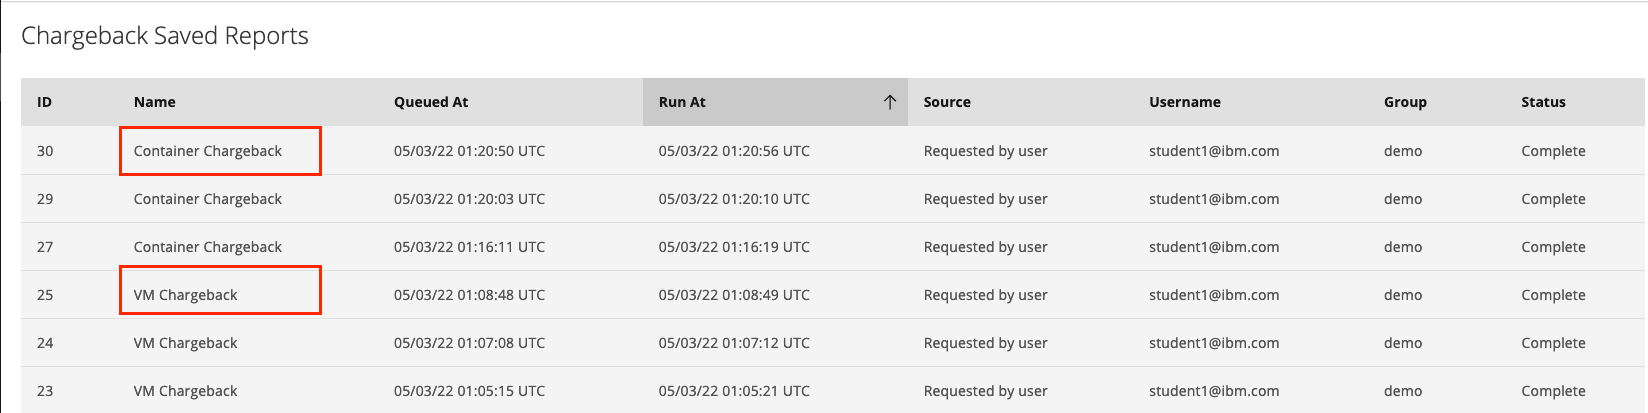 Chargeback Saved Reports
ID Name Queued At Run At Source Username Group Status
30 Container Chargeback 05/03/22 01:20:50 UTC 05/03/22 01:20:56 UTC Requested by user student1@ibm.com demo Complete
29 Container Chargeback 05/03/22 01:20:03 UTC 05/03/22 01:20:10 UTC Requested by user student1@ibm.com demo Complete
27 Container Chargeback 05/03/22 01:16:11 UTC 05/03/22 01:16:19 UTC Requested by user student1@ibm.com demo Complete
25 VM Chargeback 05/03/22 01:08:48 UTC 05/03/22 01:08:49 UTC Requested by user student1@ibm.com demo Complete
24 VM Chargeback 05/03/22 01:07:08 UTC 05/03/22 01:07:12 UTC Requested by user student1@ibm.com demo Complete
23 VM Chargeback 05/03/22 01:05:15 UTC 05/03/22 01:05:21 UTC Requested by user student1@ibm.com demo Complete